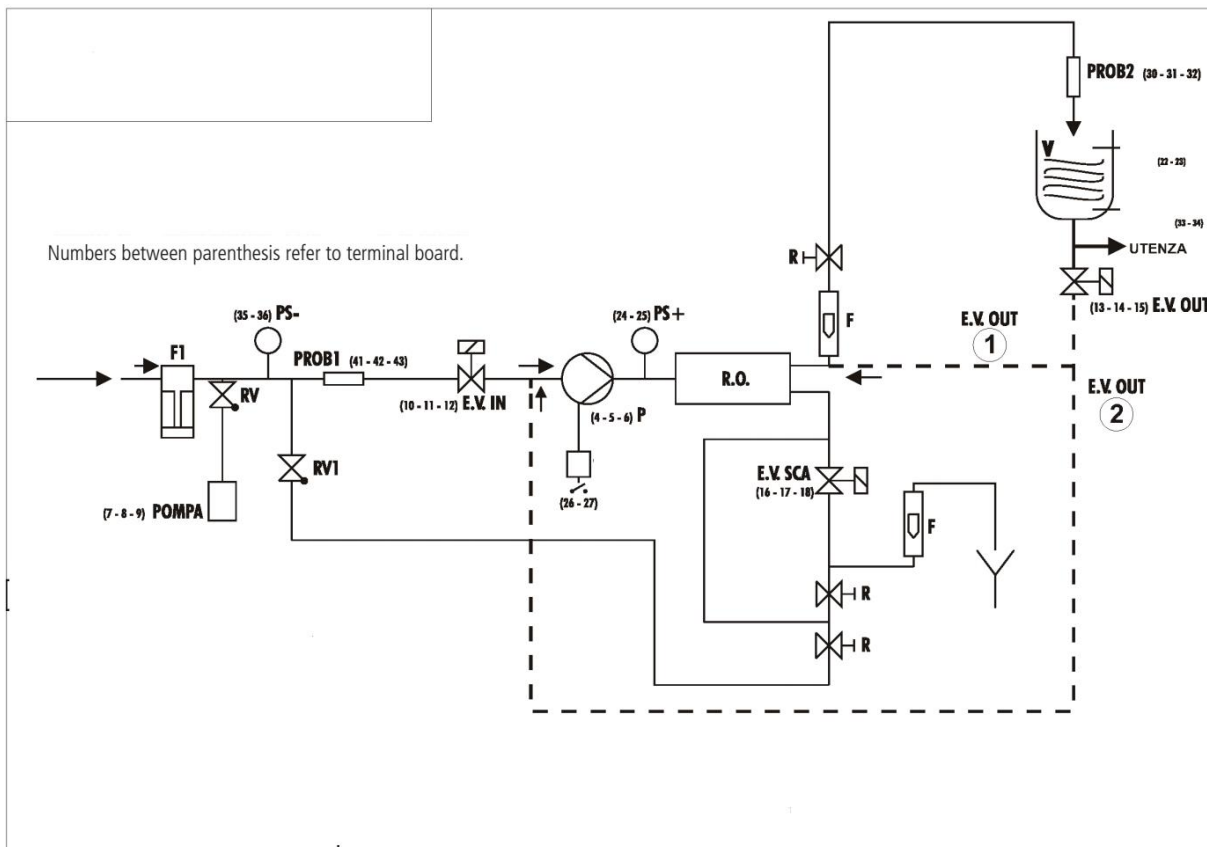 PROB2 (30 - 31 - 32)
V
(22 - 23)
(33 - 34)
Numbers between parenthesis refer to terminal board.
R
UTENZA
(13 - 14 - 15) E.V. OUT
(35 - 36) PS-
(24 - 25) PS+
F
E.V. OUT
1
F1
PROB1 (41 - 42 - 43)
R.O.
E.V. OUT
2
RV
(10 - 11 - 12) E.V. IN
(4 - 5 - 6) P
RV1
E.V. SCA
(16 - 17 - 18)
(7 - 8 - 9) POMPA
(26 - 27)
F
R
R